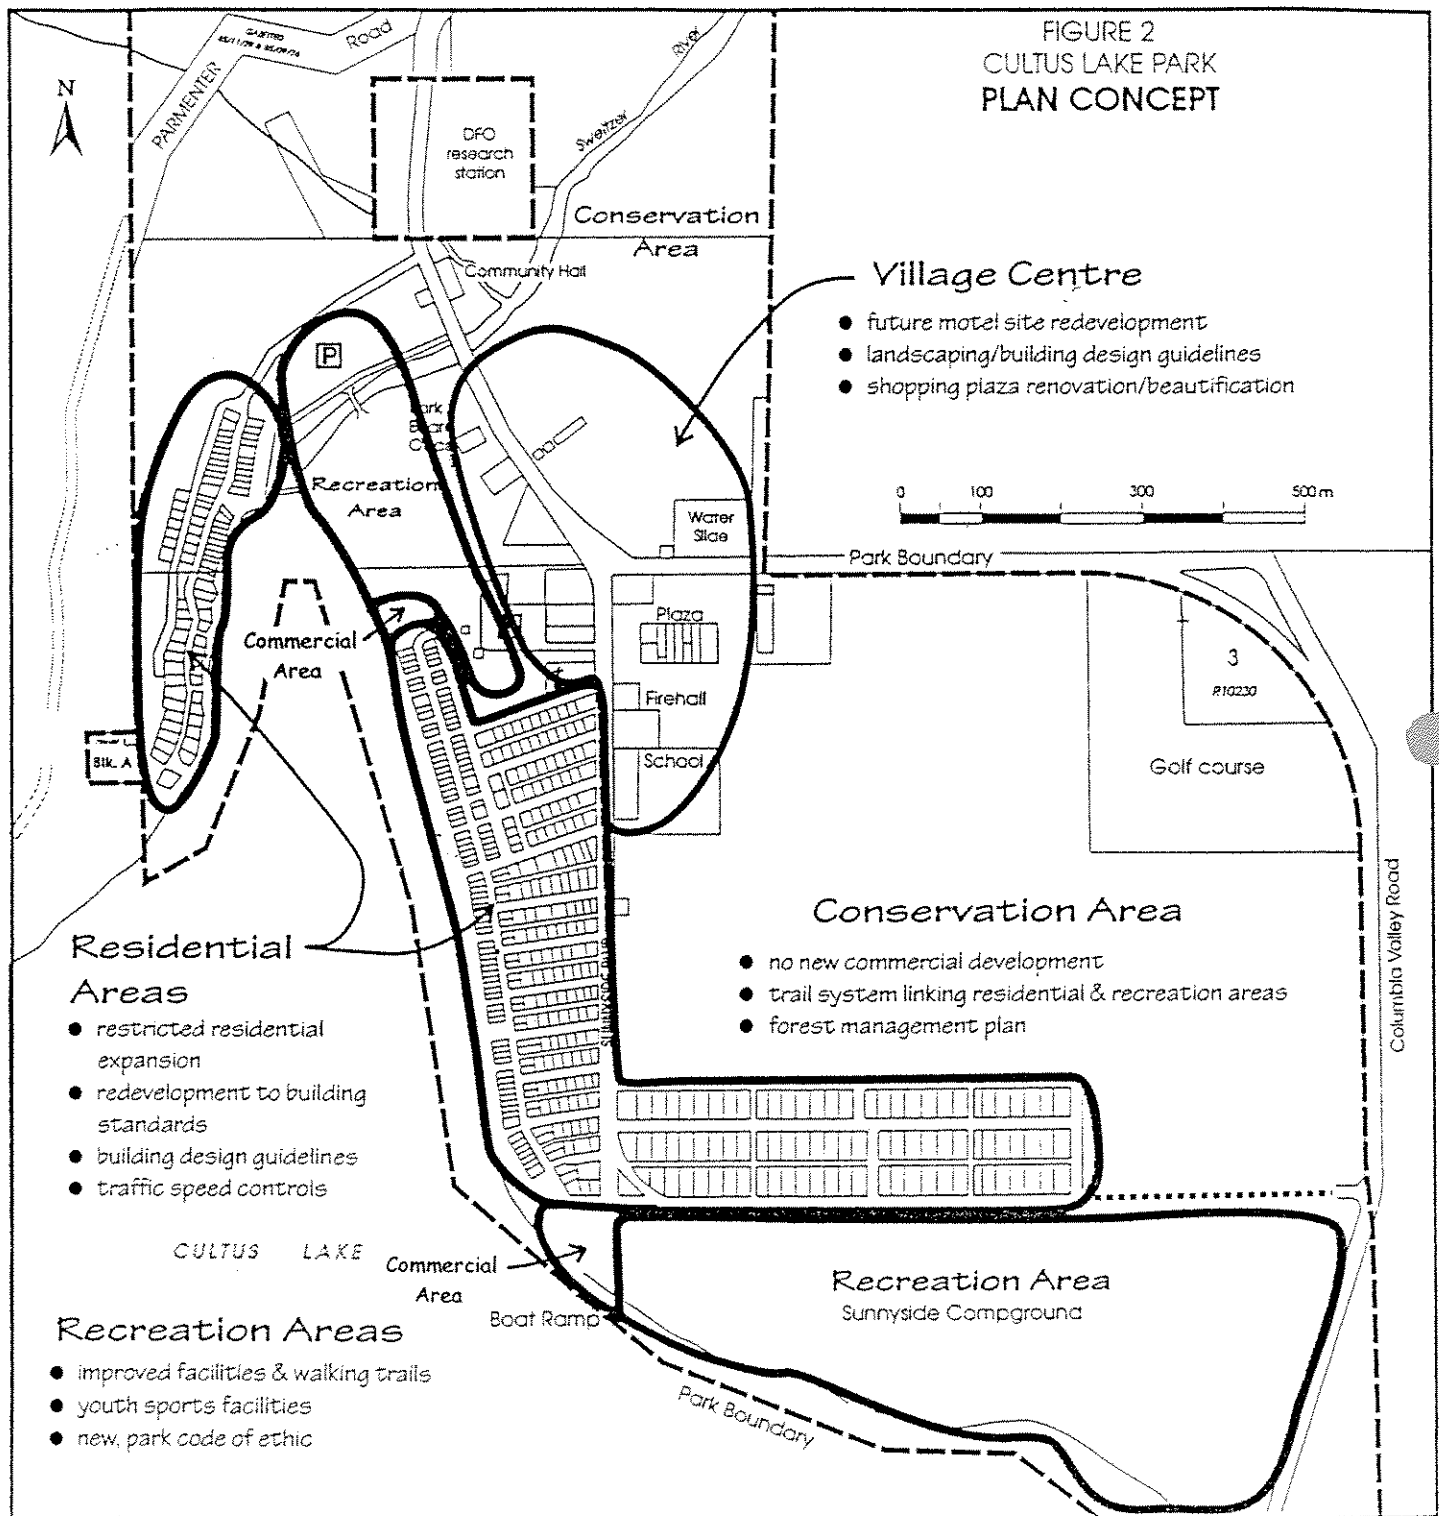 FIGURE 2
CULTUS LAKE PARK
PLAN CONCEPT
N
PARMENTER
Road
GAZETTED
River
Sweltzer
DFO
research
station
Conservation
Area
Community Hall
Village Centre
● future motel site redevelopment
● landscaping/building design guidelines
● shopping plaza renovation/beautification
P
Recreation
Area
0 100 300 500m
Water
Slide
Park Boundary
Plaza
Commercial
Area
3
R10230
Firehall
School
Blk. A
Golf course
Columbia Valley Road
Conservation Area
● no new commercial development
● trail system linking residential & recreation areas
● forest management plan
Residential
Areas
● restricted residential
expansion
● redevelopment to building
standards
● building design guidelines
● traffic speed controls
CULTUS LAKE
Commercial
Area
Boat Ramp
Recreation Area
Sunnyside Campground
Recreation Areas
● improved facilities & walking trails
● youth sports facilities
● new, park code of ethic
Park Boundary